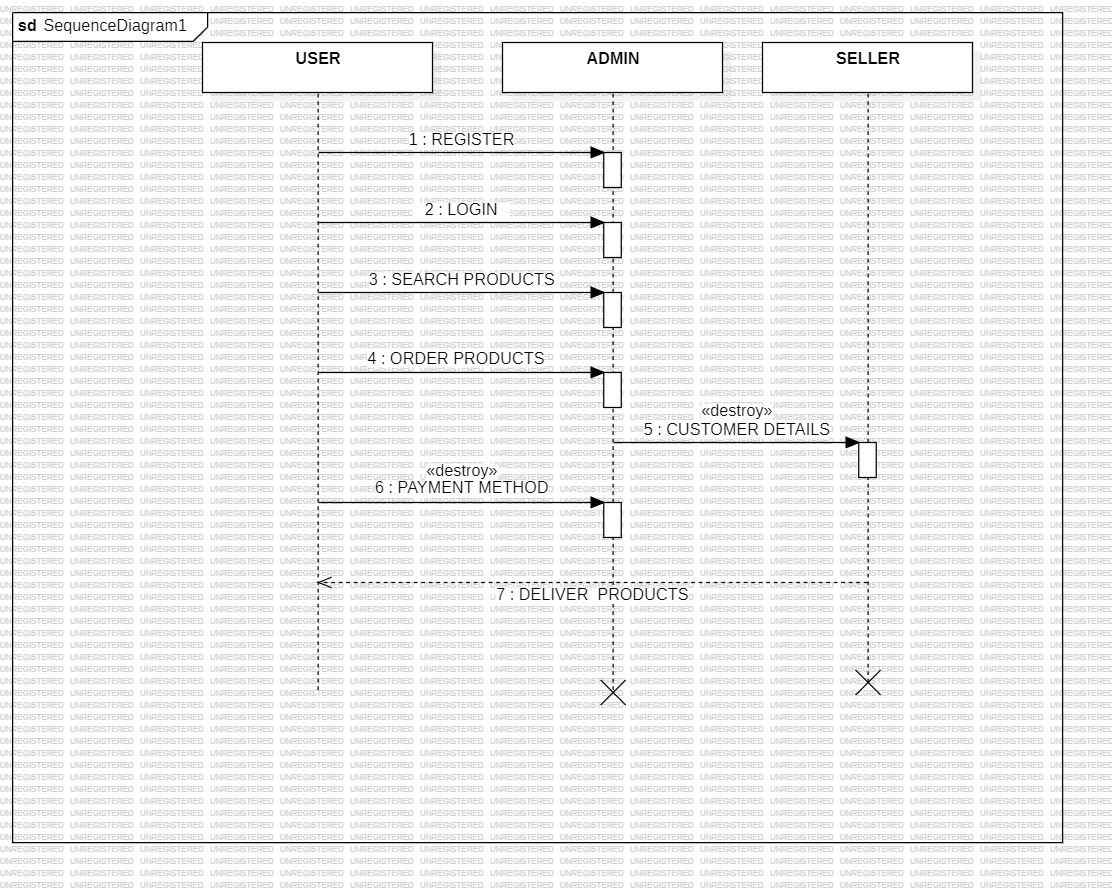 sd SequenceDiagram1
USER
ADMIN
SELLER
1 : REGISTER
2 : LOGIN
3 : SEARCH PRODUCTS
4 : ORDER PRODUCTS
«destroy»
5 : CUSTOMER DETAILS
«destroy»
6 : PAYMENT METHOD
7 : DELIVER  PRODUCTS
UNREGISTERED